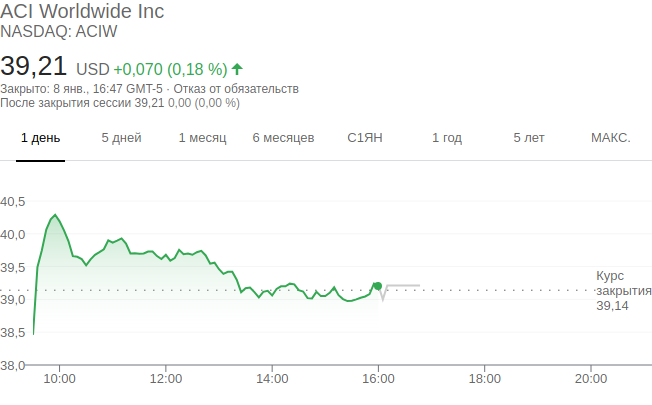 ACI Worldwide Inc
NASDAQ: ACIW
39,21 USD +0,070 (0,18 %)
Закрыто: 8 янв., 16:47 GMT-5 · Отказ от обязательств
После закрытия сессии 39,21 0,00 (0,00 %)
1 день 5 дней 1 месяц 6 месяцев С1ЯН 1 год 5 лет МАКС.
40,5
40,0
39,5
39,0
38,5
38,0
Курс
закрытия
39,14
10:00 12:00 14:00 16:00 18:00 20:00